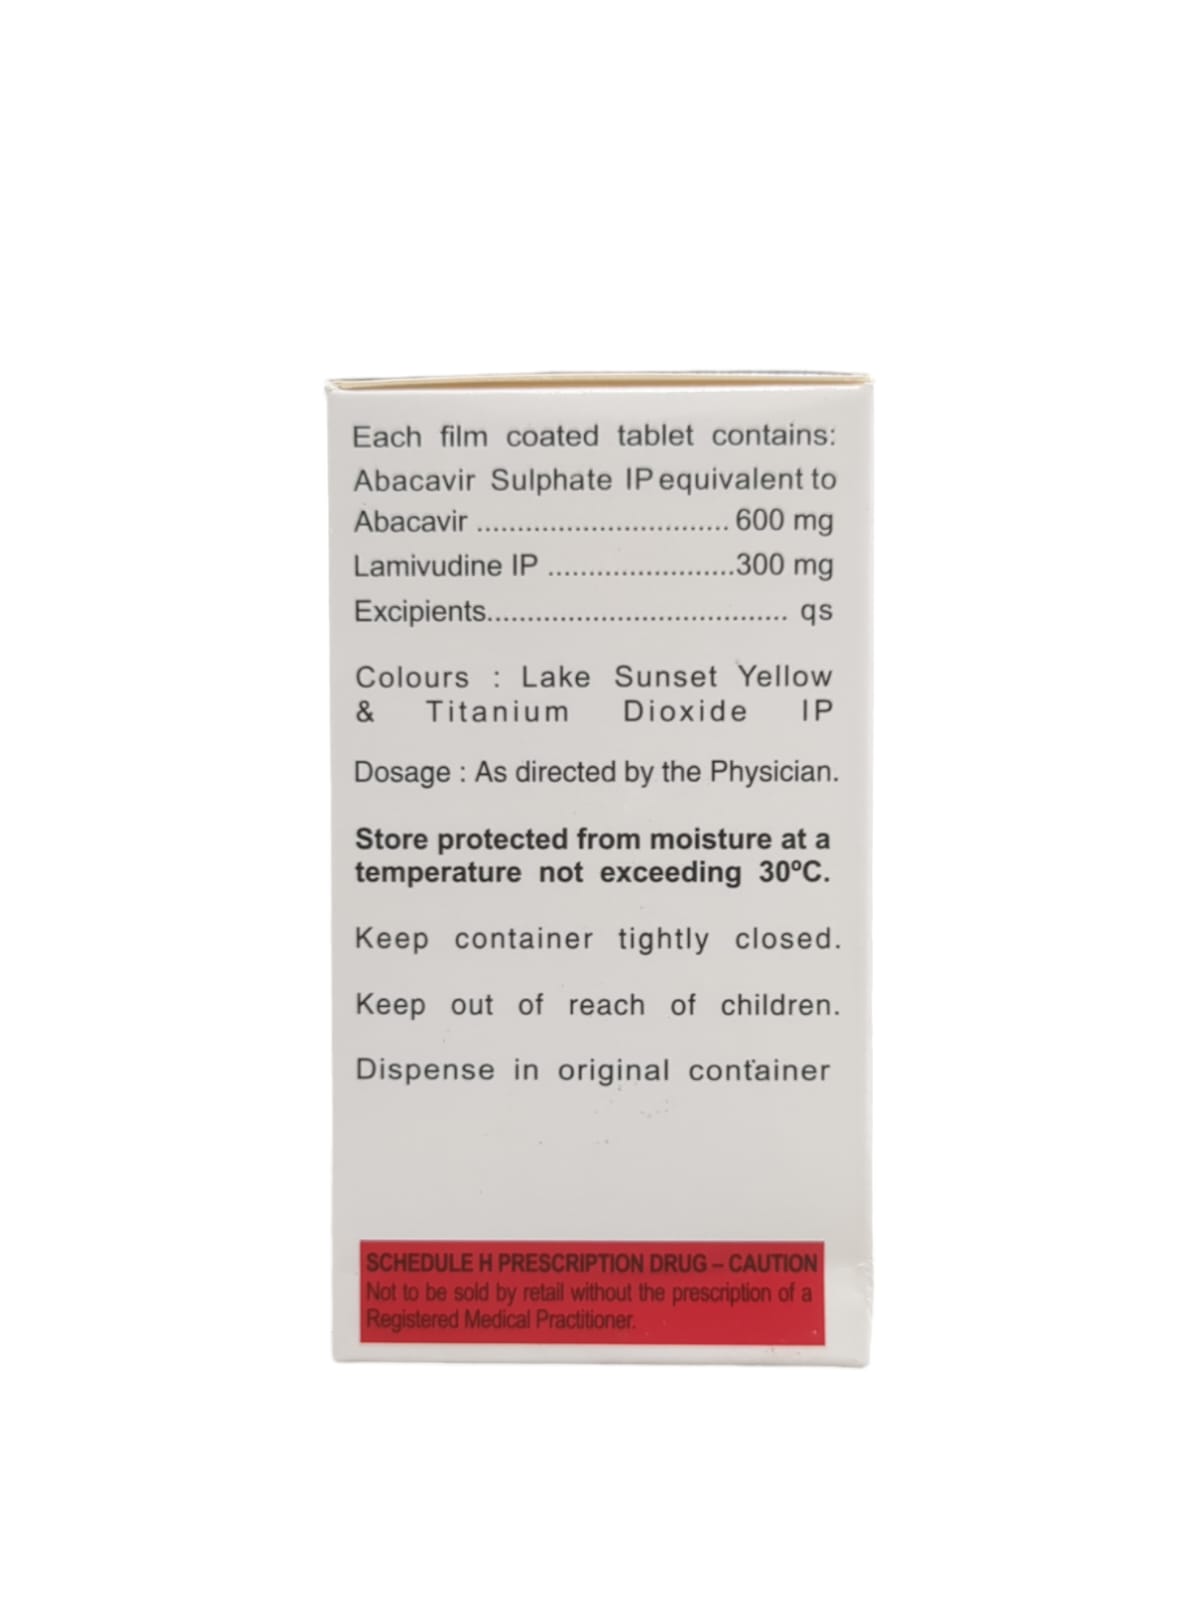 Each film coated tablet contains:
Abacavir Sulphate IP equivalent to
Abacavir .............................. 600 mg
Lamivudine IP .......................300 mg
Excipients..................................... qs
Colours : Lake Sunset Yellow
& Titanium Dioxide IP
Dosage : As directed by the Physician.
Store protected from moisture at a
temperature not exceeding 30ºC.
Keep container tightly closed.
Keep out of reach of children.
Dispense in original container
SCHEDULE H PRESCRIPTION DRUG – CAUTION
Not to be sold by retail without the prescription of a
Registered Medical Practitioner.